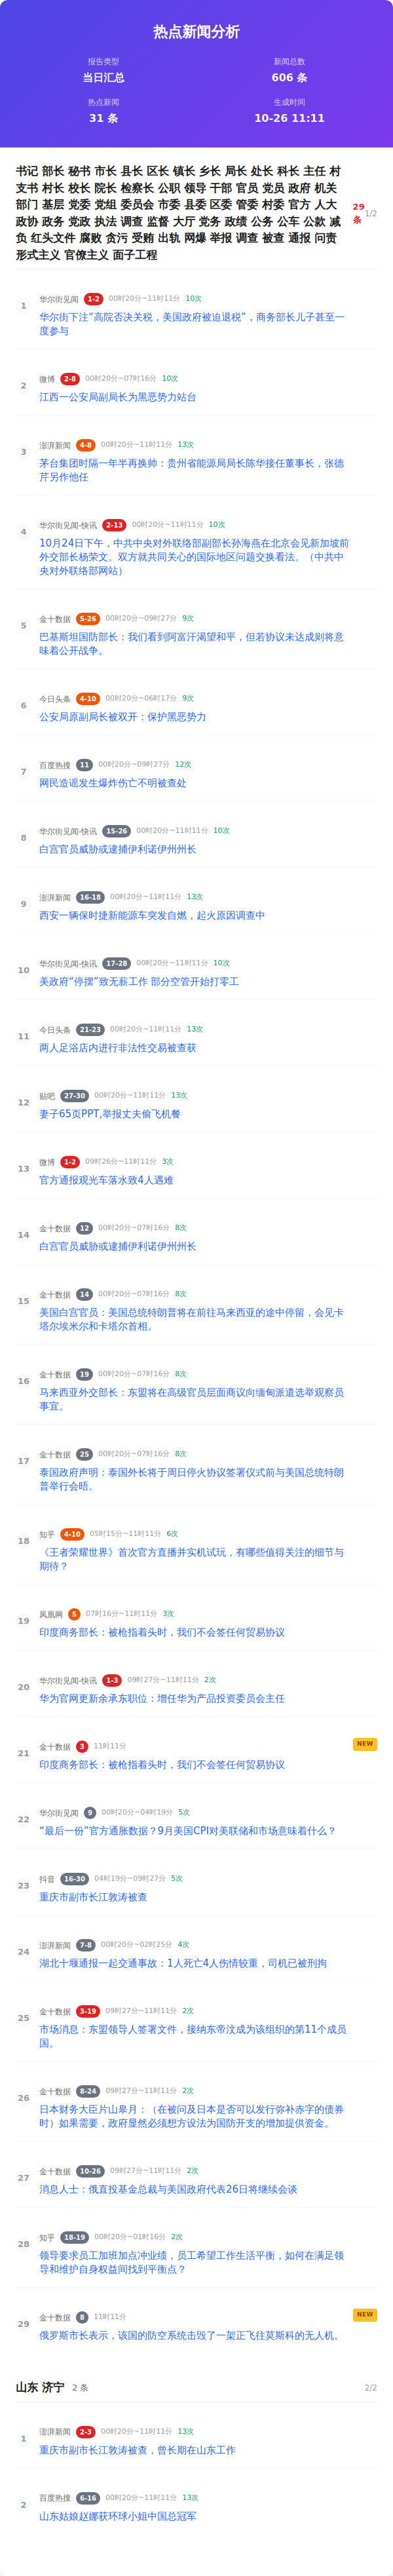 热点新闻分析
报告类型
当日汇总
新闻总数
606 条
热点新闻
31 条
生成时间
10-26 11:11
书记 部长 秘书 市长 县长 区长 镇长 乡长 局长 处长 科长 主任 村
支书 村长 校长 院长 检察长 公职 领导 干部 官员 党员 政府 机关
部门 基层 党委 党组 委员会 市委 县委 区委 管委 村委 官方 人大
政协 政务 党政 执法 调查 监督 大厅 党务 政绩 公务 公车 公款 减
负 红头文件 腐败 贪污 受贿 出轨 网爆 举报 调查 被查 通报 问责
形式主义 官僚主义 面子工程
29
条
1/2
1
华尔街见闻 1-2 00时20分~11时11分 10次
华尔街下注“高院否决关税，美国政府被迫退税”，商务部长儿子甚至一
度参与
2
微博 2-8 00时20分~07时16分 10次
江西一公安局副局长为黑恶势力站台
3
澎湃新闻 4-8 00时20分~11时11分 13次
茅台集团时隔一年半再换帅：贵州省能源局局长陈华接任董事长，张德
芹另作他任
4
华尔街见闻-快讯 2-13 00时20分~11时11分 10次
10月24日下午，中共中央对外联络部副部长孙海燕在北京会见新加坡前
外交部长杨荣文。双方就共同关心的国际地区问题交换看法。（中共中
央对外联络部网站）
5
金十数据 5-26 00时20分~09时27分 9次
巴基斯坦国防部长：我们看到阿富汗渴望和平，但若协议未达成则将意
味着公开战争。
6
今日头条 4-10 00时20分~06时17分 9次
公安局原副局长被双开：保护黑恶势力
7
百度热搜 11 00时20分~09时27分 12次
网民造谣发生爆炸伤亡不明被查处
8
华尔街见闻-快讯 15-26 00时20分~11时11分 10次
白宫官员威胁或逮捕伊利诺伊州州长
9
澎湃新闻 16-18 00时20分~11时11分 13次
西安一辆保时捷新能源车突发自燃，起火原因调查中
10
华尔街见闻-快讯 17-28 00时20分~11时11分 10次
美政府“停摆”致无薪工作 部分空管开始打零工
11
今日头条 21-23 00时20分~11时11分 13次
两人足浴店内进行非法性交易被查获
12
贴吧 27-30 00时20分~11时11分 13次
妻子65页PPT,举报丈夫偷飞机餐
13
微博 1-2 09时26分~11时11分 3次
官方通报观光车落水致4人遇难
14
金十数据 12 00时20分~07时16分 8次
白宫官员威胁或逮捕伊利诺伊州州长
15
金十数据 14 00时20分~07时16分 8次
美国白宫官员：美国总统特朗普将在前往马来西亚的途中停留，会见卡
塔尔埃米尔和卡塔尔首相。
16
金十数据 19 00时20分~07时16分 8次
马来西亚外交部长：东盟将在高级官员层面商议向缅甸派遣选举观察员
事宜。
17
金十数据 25 00时20分~07时16分 8次
泰国政府声明：泰国外长将于周日停火协议签署仪式前与美国总统特朗
普举行会晤。
18
知乎 4-10 05时15分~11时11分 6次
《王者荣耀世界》首次官方直播并实机试玩，有哪些值得关注的细节与
期待？
19
凤凰网 5 07时16分~11时11分 3次
印度商务部长：被枪指着头时，我们不会签任何贸易协议
20
华尔街见闻-快讯 1-3 09时27分~11时11分 2次
华为官网更新余承东职位：增任华为产品投资委员会主任
21
金十数据 3 11时11分
NEW
印度商务部长：被枪指着头时，我们不会签任何贸易协议
22
华尔街见闻 9 00时20分~04时19分 5次
“最后一份”官方通胀数据？9月美国CPI对美联储和市场意味着什么？
23
抖音 16-30 04时19分~09时27分 5次
重庆市副市长江敦涛被查
24
澎湃新闻 7-8 00时20分~02时25分 4次
湖北十堰通报一起交通事故：1人死亡4人伤情较重，司机已被刑拘
25
金十数据 3-19 09时27分~11时11分 2次
市场消息：东盟领导人签署文件，接纳东帝汶成为该组织的第11个成员
国。
26
金十数据 8-24 09时27分~11时11分 2次
日本财务大臣片山皋月：（在被问及日本是否可以发行弥补赤字的债券
时）如果需要，政府显然必须想方设法为国防开支的增加提供资金。
27
金十数据 10-26 09时27分~11时11分 2次
消息人士：俄直投基金总裁与美国政府代表26日将继续会谈
28
知乎 18-19 00时20分~01时16分 2次
领导要求员工加班加点冲业绩，员工希望工作生活平衡，如何在满足领
导和维护自身权益间找到平衡点？
29
金十数据 8 11时11分
NEW
俄罗斯市长表示，该国的防空系统击毁了一架正飞往莫斯科的无人机。
山东 济宁 2 条
2/2
1
澎湃新闻 2-3 00时20分~11时11分 13次
重庆市副市长江敦涛被查，曾长期在山东工作
2
百度热搜 6-16 00时20分~11时11分 13次
山东姑娘赵娜获环球小姐中国总冠军